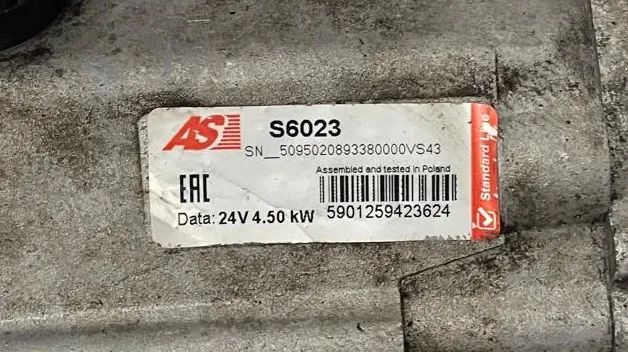 AS
S6023
SN__5095020893380000VS43
Assembled and tested in Poland
EAC
Data: 24V 4.50 kW
5901259423624
Standard Line